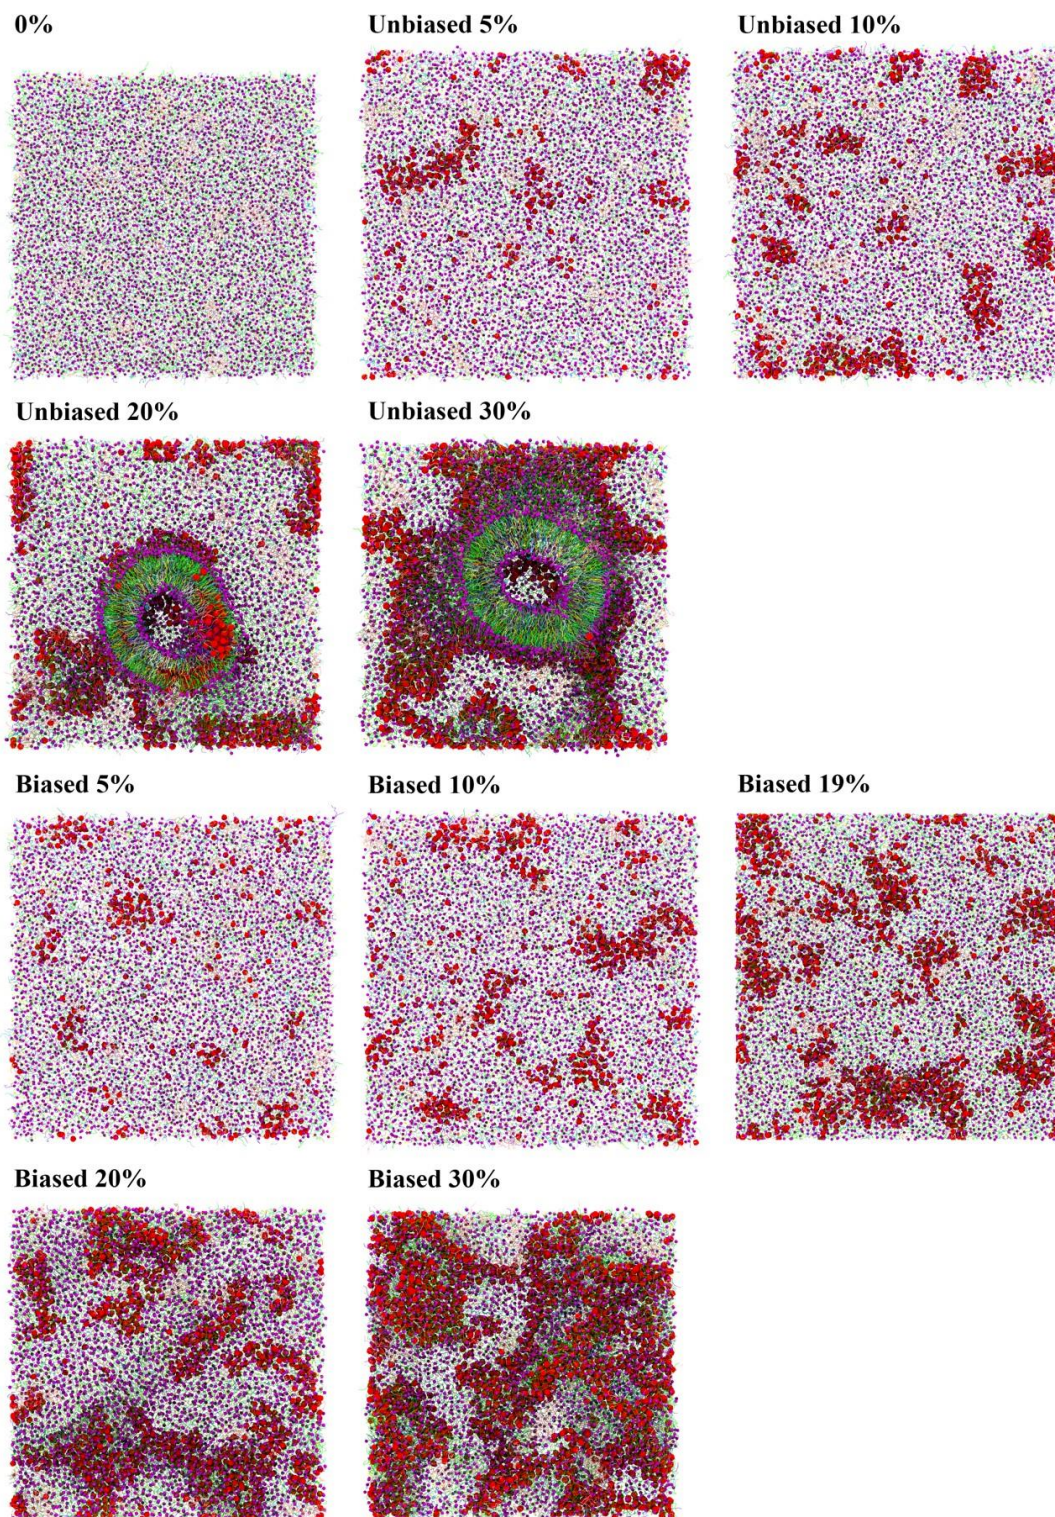 0%
Unbiased 5%
Unbiased 10%
Unbiased 20%
Unbiased 30%
Biased 5%
Biased 10%
Biased 19%
Biased 20%
Biased 30%